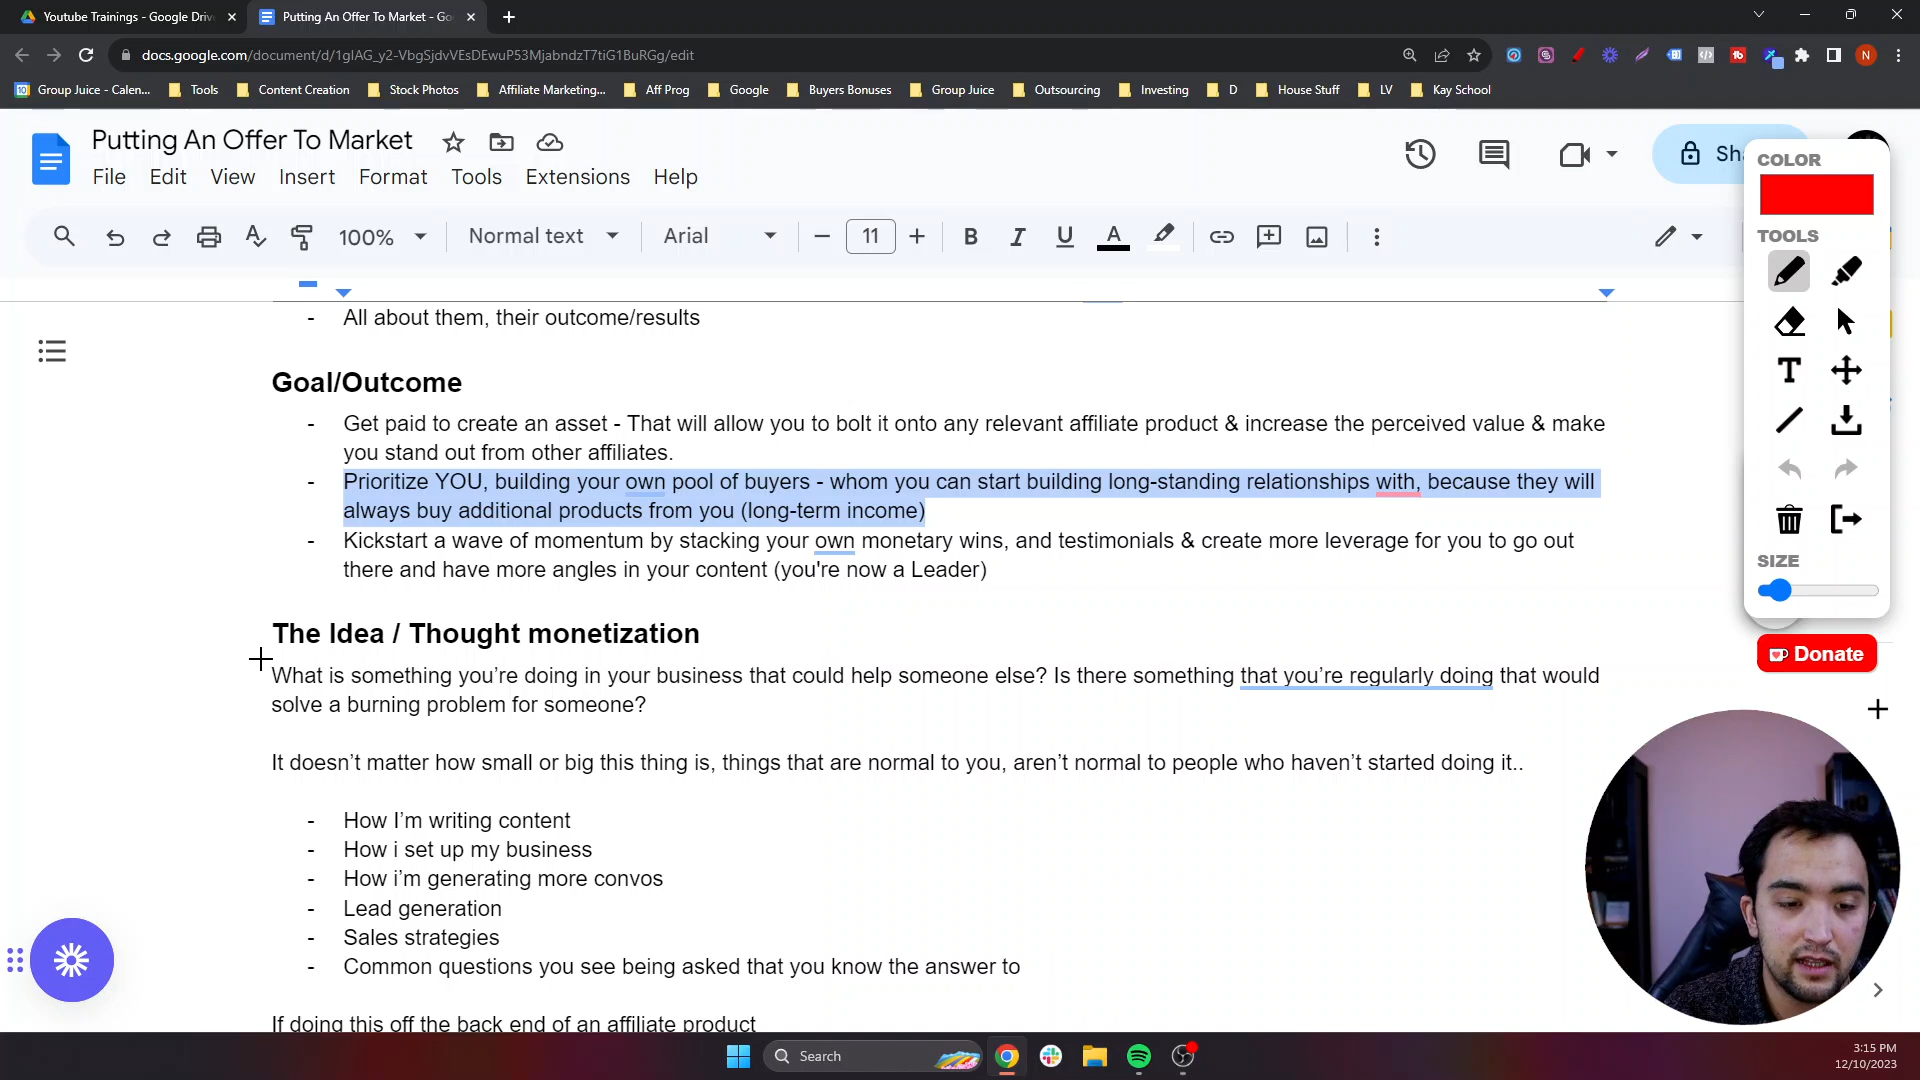 Youtube Trainings - Google Driv
Putting An Offer To Market - Go
docs.google.com/document/d/1glAG_y2-VbgSjdvVEsDEwuP53MjabndzT7tiG1BuRGg/edit
Group Juice - Calen...
Tools
Content Creation
Stock Photos
Affiliate Marketing...
Aff Prog
Google
Buyers Bonuses
Group Juice
Outsourcing
Investing
D
House Stuff
LV
Kay School
Putting An Offer To Market
File Edit View Insert Format Tools Extensions Help
Sh
100% Normal text Arial 11 B I U A
COLOR
TOOLS
T
SIZE
Donate
- All about them, their outcome/results
Goal/Outcome
- Get paid to create an asset - That will allow you to bolt it onto any relevant affiliate product & increase the perceived value & make
you stand out from other affiliates.
- Prioritize YOU, building your own pool of buyers - whom you can start building long-standing relationships with, because they will
always buy additional products from you (long-term income)
- Kickstart a wave of momentum by stacking your own monetary wins, and testimonials & create more leverage for you to go out
there and have more angles in your content (you're now a Leader)
The Idea / Thought monetization
What is something you’re doing in your business that could help someone else? Is there something that you’re regularly doing that would
solve a burning problem for someone?
It doesn’t matter how small or big this thing is, things that are normal to you, aren’t normal to people who haven’t started doing it..
- How I’m writing content
- How i set up my business
- How i’m generating more convos
- Lead generation
- Sales strategies
- Common questions you see being asked that you know the answer to
If doing this off the back end of an affiliate product
Search
3:15 PM
12/10/2023